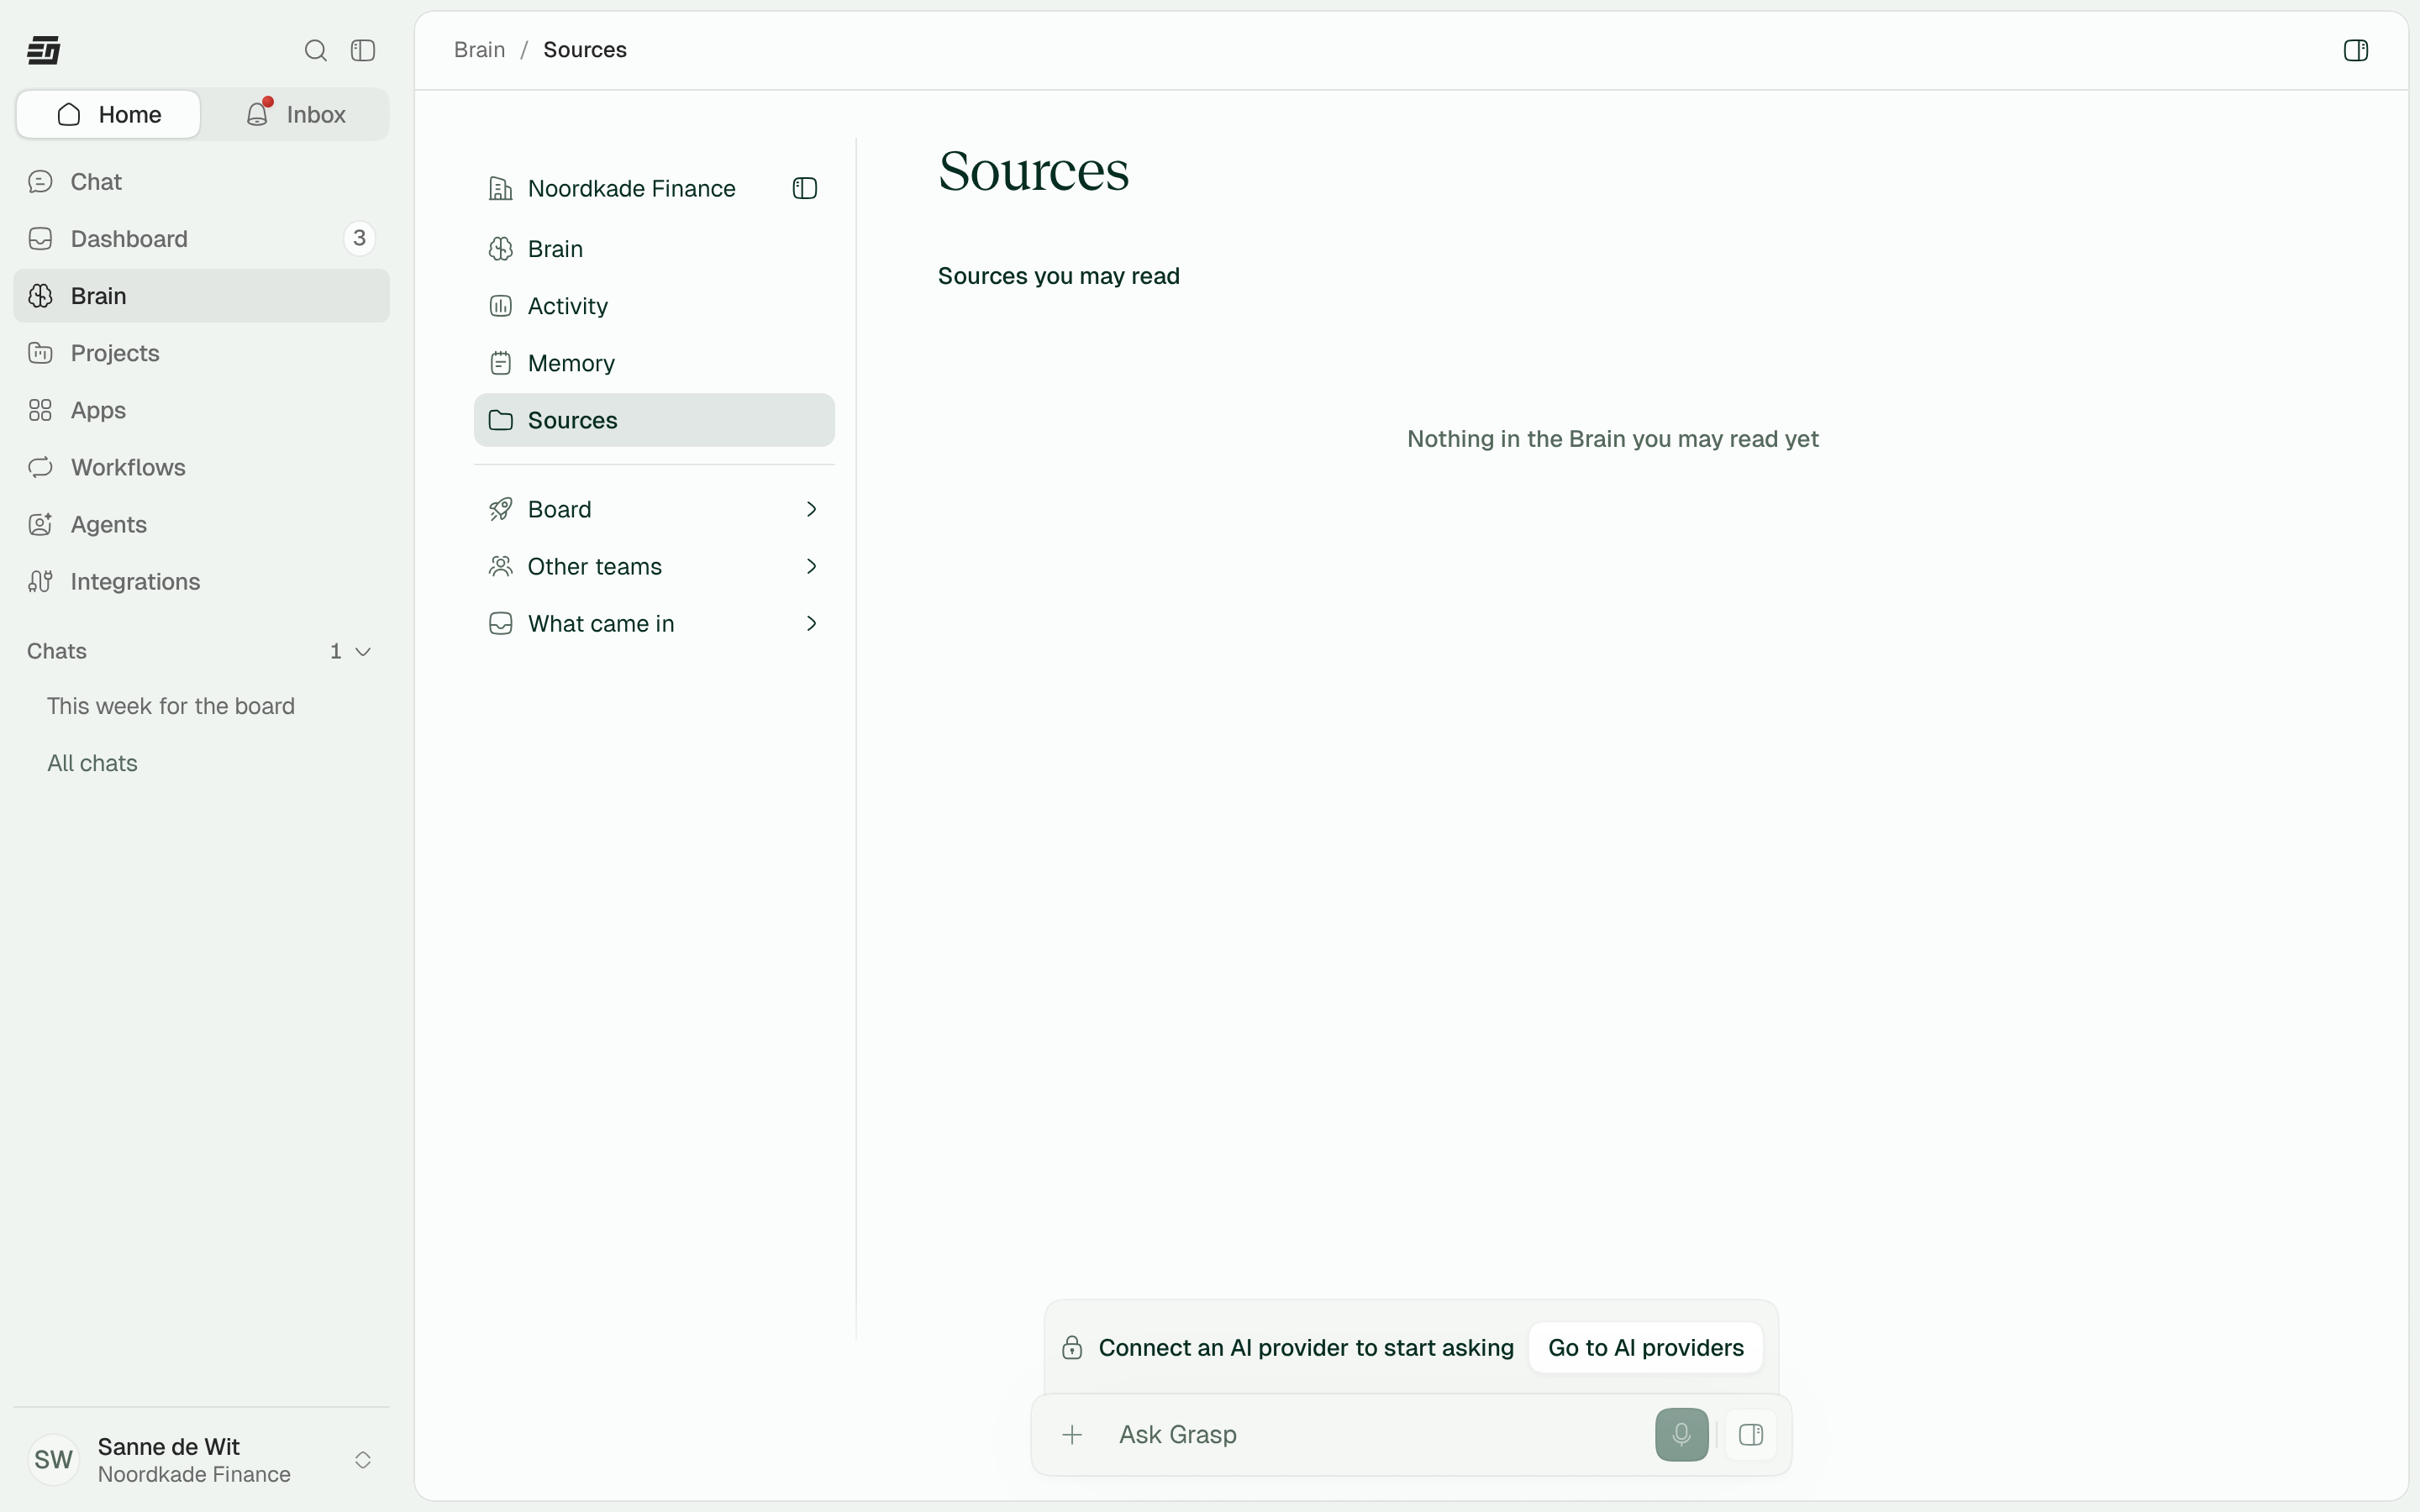 Home
Inbox
Chat
Dashboard
3
Brain
Projects
Apps
Workflows
Agents
Integrations
Chats
1
This week for the board
All chats
SW
Sanne de Wit
Noordkade Finance
Brain / Sources
Noordkade Finance
Brain
Activity
Memory
Sources
Board
Other teams
What came in
Sources
Sources you may read
Nothing in the Brain you may read yet
Connect an AI provider to start asking
Go to AI providers
Ask Grasp